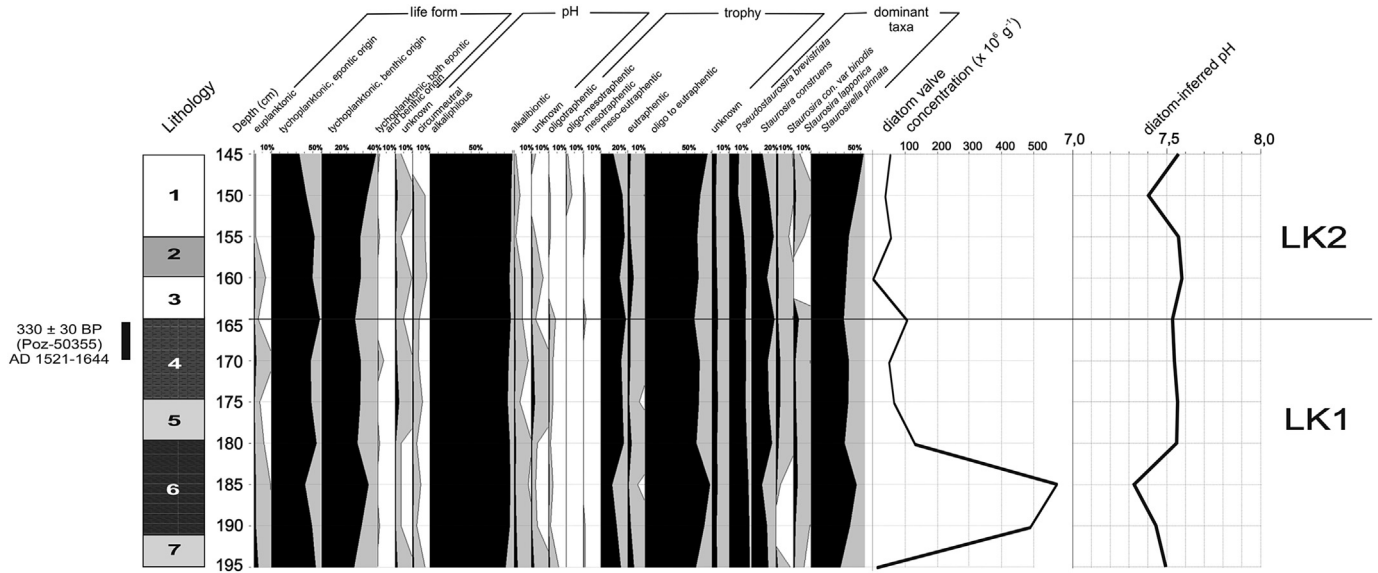 life form
pH
trophy
dominant
taxa
Lithology
Depth (cm)
euplanktonic
tychoplanktonic, epontic origin
tychoplanktonic, benthic origin
tychoplanktonic, both epontic
and benthic origin
unknown
circumneutral
alkaliphilous
alkalibiontic
unknown
oligotraphentic
oligo-mesotraphentic
mesotraphentic
meso-eutraphentic
eutraphentic
oligo to eutraphentic
unknown
Pseudostaurosira brevistriata
Staurosira construens
Staurosira con. var binodis
Staurosira lapponica
Staurosirella pinnata
diatom valve
concentration (x 10⁶ g⁻¹)
diatom-inferred pH
10% 50% 20% 40% 10% 10% 10% 50% 10% 10% 10% 10% 10% 20% 10% 50% 10% 10% 20% 10% 10% 50% 100 200 300 400 500 7,0 7,5 8,0
145
1
150
155
2
160
3
165
4
170
175
5
180
6
185
190
7
195
330 ± 30 BP
(Poz-50355)
AD 1521-1644
LK2
LK1